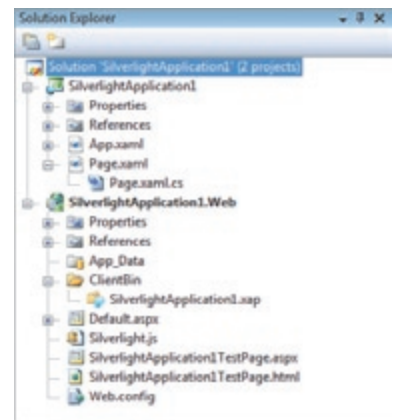 Solution Explorer
Solution 'SilverlightApplication1' (2 projects)
SilverlightApplication1
Properties
References
App.xaml
Page.xaml
Page.xaml.cs
SilverlightApplication1.Web
Properties
References
App_Data
ClientBin
SilverlightApplication1.xap
Default.aspx
Silverlight.js
SilverlightApplication1TestPage.aspx
SilverlightApplication1TestPage.html
Web.config